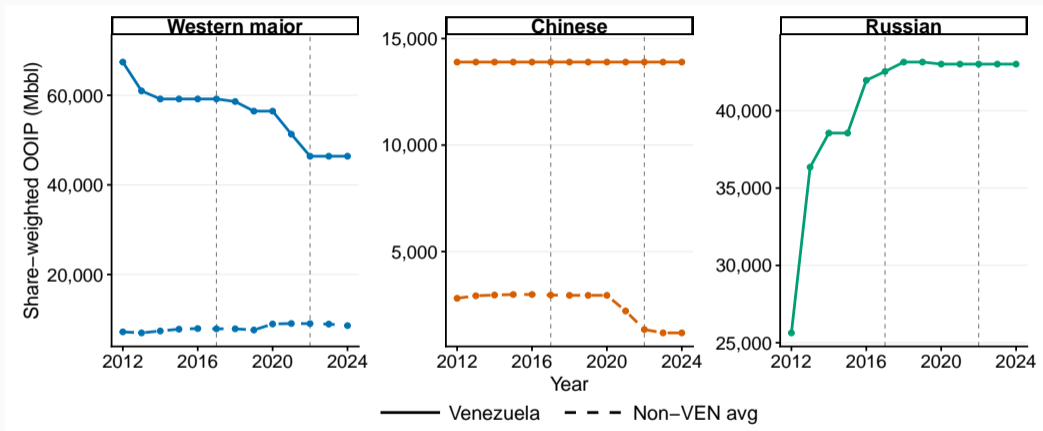 Western major
Chinese
Russian
Share−weighted OOIP (Mbbl)
60,000
40,000
20,000
15,000
10,000
5,000
40,000
35,000
30,000
25,000
2012 2016 2020 2024
2012 2016 2020 2024
2012 2016 2020 2024
Year
Venezuela
Non−VEN avg